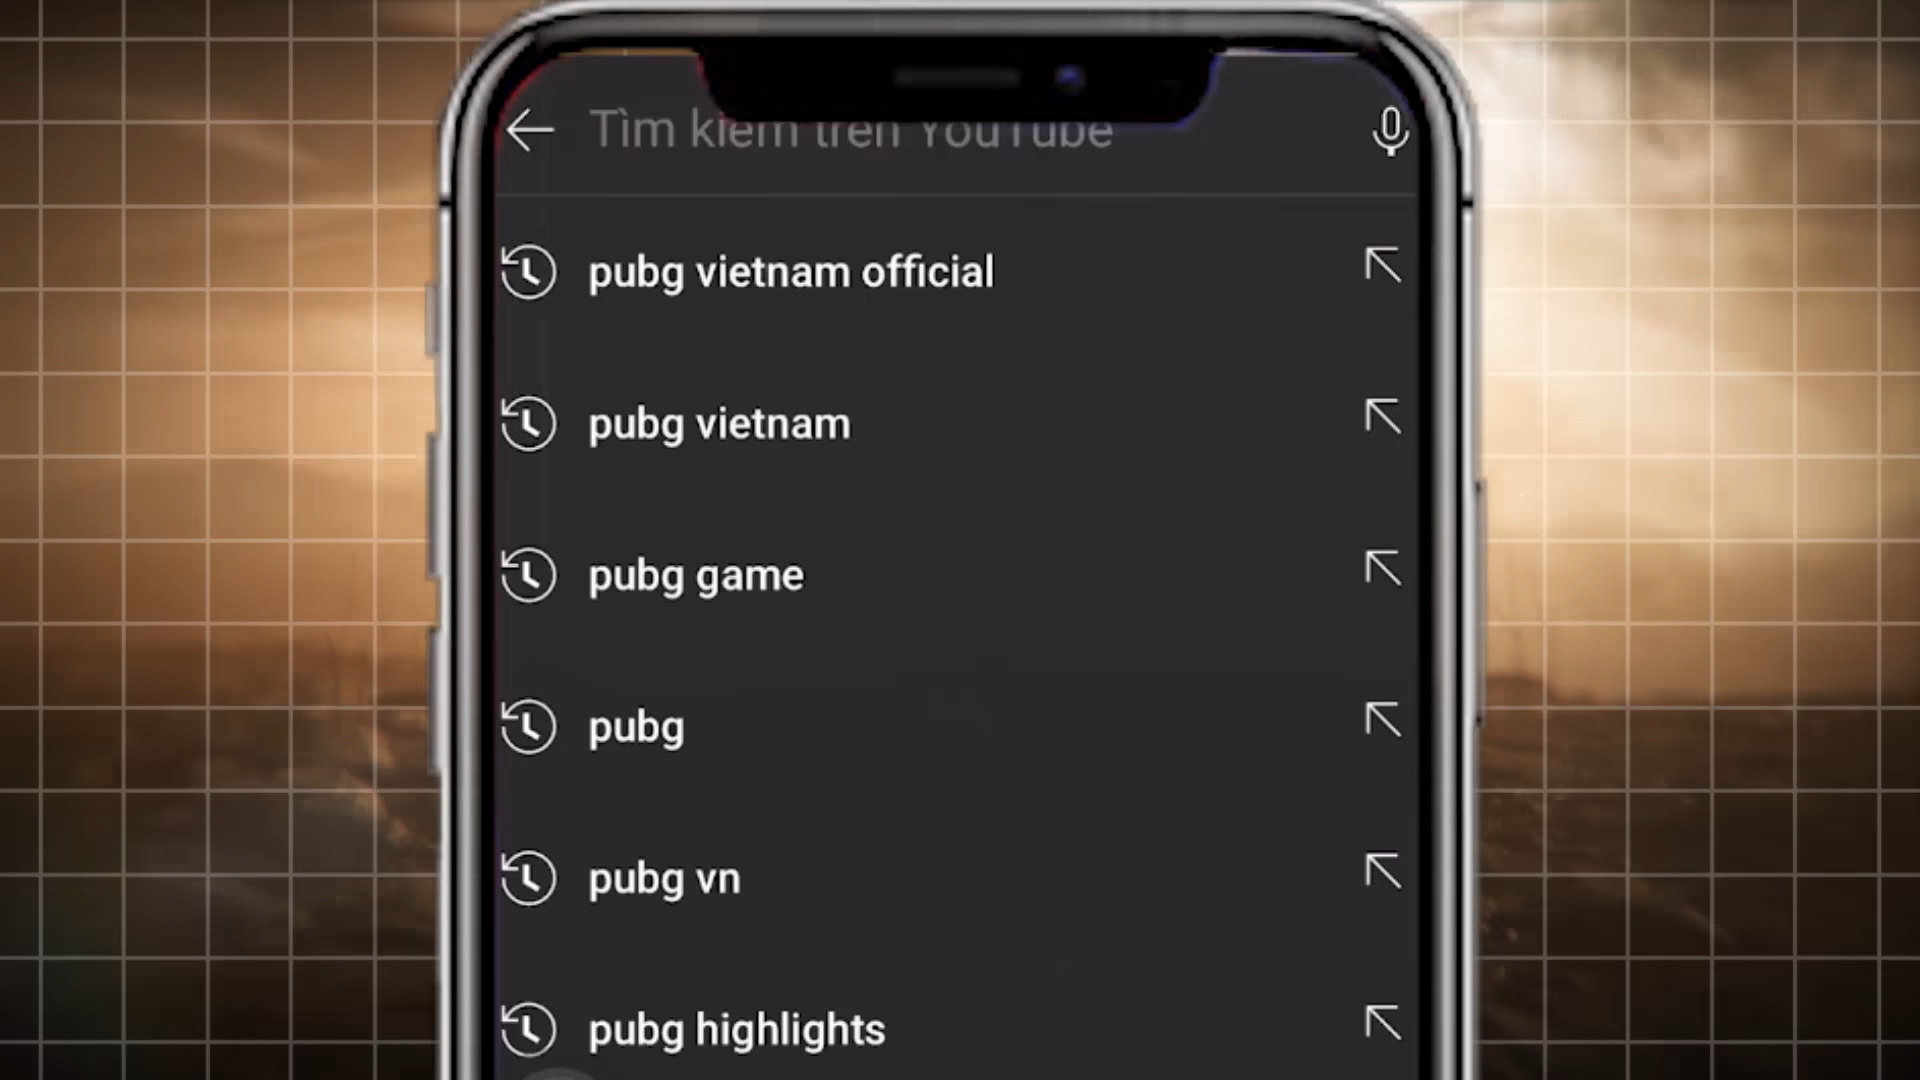 Tìm kiếm trên YouTube
pubg vietnam official
pubg vietnam
pubg game
pubg
pubg vn
pubg highlights